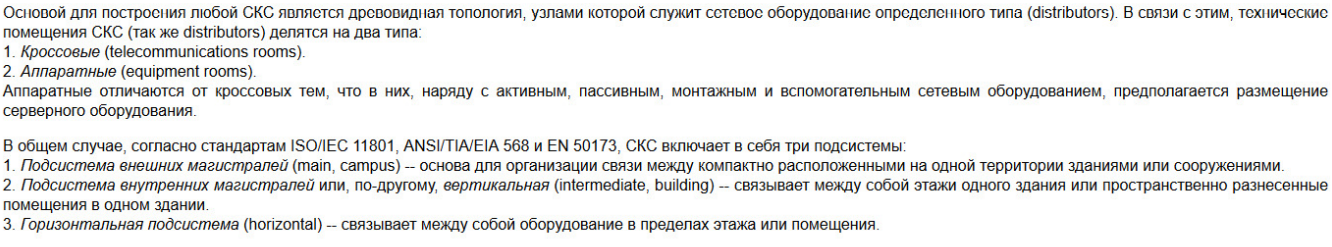 Основой для построения любой СКС является древовидная топология, узлами которой служит сетевое оборудование определенного типа (distributors). В связи с этим, технические
помещения СКС (так же distributors) делятся на два типа:
1. Кроссовые (telecommunications rooms).
2. Аппаратные (equipment rooms).
Аппаратные отличаются от кроссовых тем, что в них, наряду с активным, пассивным, монтажным и вспомогательным сетевым оборудованием, предполагается размещение
серверного оборудования.
В общем случае, согласно стандартам ISO/IEC 11801, ANSI/TIA/EIA 568 и EN 50173, СКС включает в себя три подсистемы:
1. Подсистема внешних магистралей (main, campus) -- основа для организации связи между компактно расположенными на одной территории зданиями или сооружениями.
2. Подсистема внутренних магистралей или, по-другому, вертикальная (intermediate, building) -- связывает между собой этажи одного здания или пространственно разнесенные
помещения в одном здании.
3. Горизонтальная подсистема (horizontal) -- связывает между собой оборудование в пределах этажа или помещения.